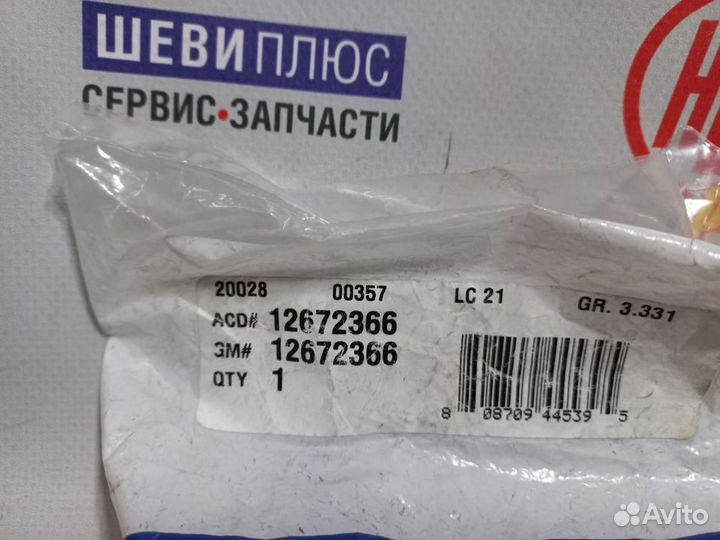 ШЕВИПЛЮС
СЕРВИС•ЗАПЧАСТИ
20028 00357 LC 21 GR. 3.331
ACD# 12672366
GM# 12672366
QTY 1
8 08709 44539 5
Avito